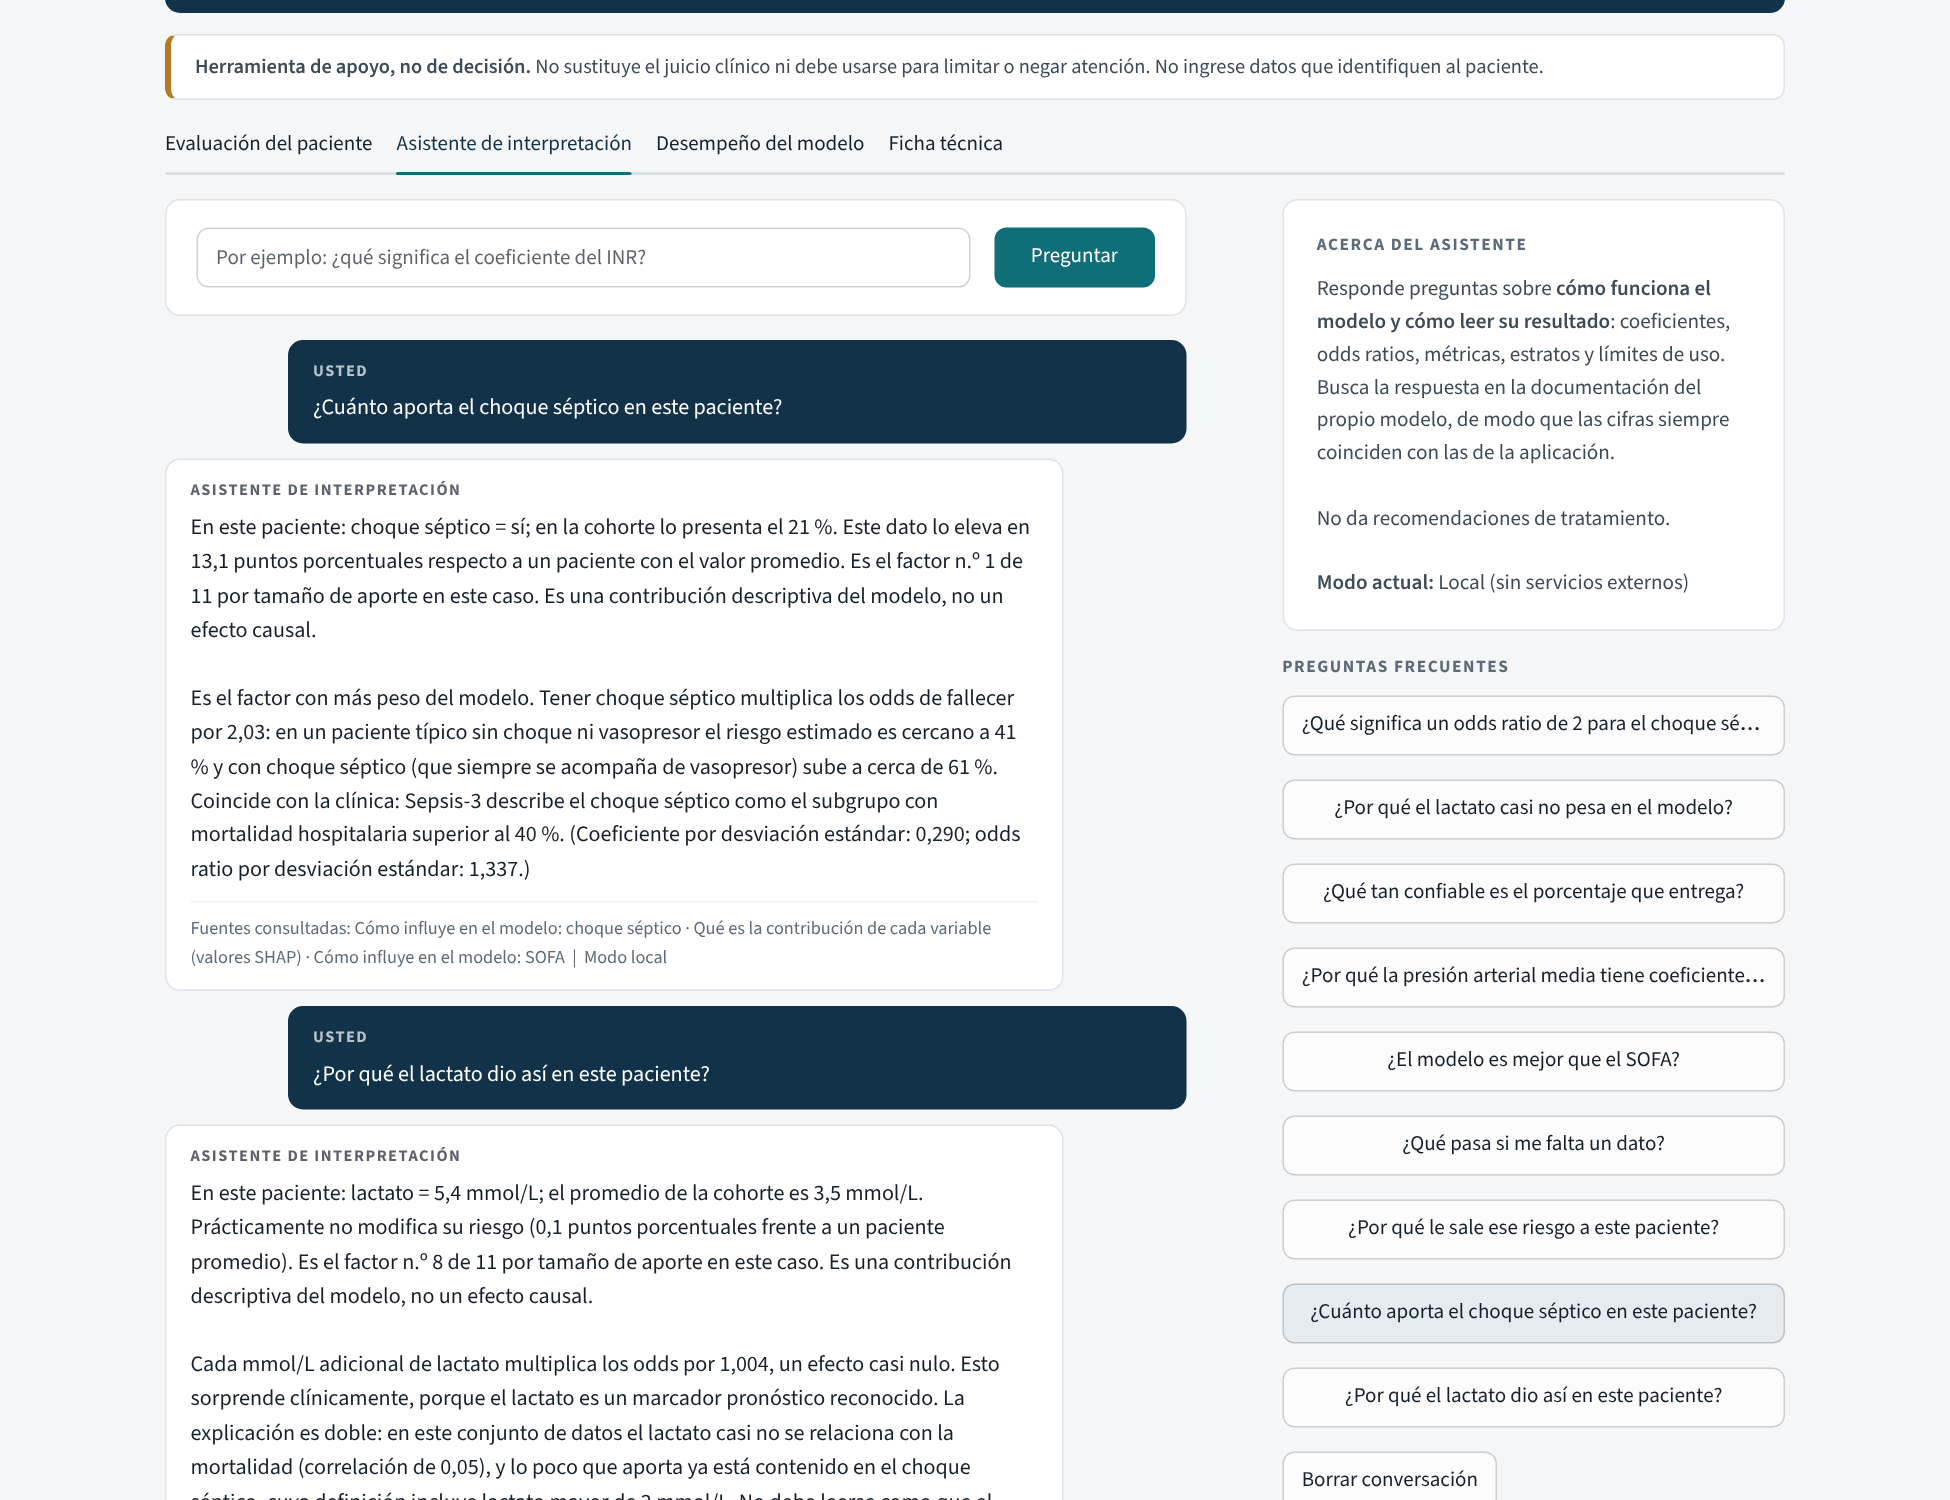 Herramienta de apoyo, no de decisión. No sustituye el juicio clínico ni debe usarse para limitar o negar atención. No ingrese datos que identifiquen al paciente.
Evaluación del paciente
Asistente de interpretación
Desempeño del modelo
Ficha técnica
Por ejemplo: ¿qué significa el coeficiente del INR?
Preguntar
USTED
¿Cuánto aporta el choque séptico en este paciente?
ASISTENTE DE INTERPRETACIÓN
En este paciente: choque séptico = sí; en la cohorte lo presenta el 21 %. Este dato lo eleva en
13,1 puntos porcentuales respecto a un paciente con el valor promedio. Es el factor n.º 1 de
11 por tamaño de aporte en este caso. Es una contribución descriptiva del modelo, no un
efecto causal.
Es el factor con más peso del modelo. Tener choque séptico multiplica los odds de fallecer
por 2,03: en un paciente típico sin choque ni vasopresor el riesgo estimado es cercano a 41
% y con choque séptico (que siempre se acompaña de vasopresor) sube a cerca de 61 %.
Coincide con la clínica: Sepsis-3 describe el choque séptico como el subgrupo con
mortalidad hospitalaria superior al 40 %. (Coeficiente por desviación estándar: 0,290; odds
ratio por desviación estándar: 1,337.)
Fuentes consultadas: Cómo influye en el modelo: choque séptico · Qué es la contribución de cada variable
(valores SHAP) · Cómo influye en el modelo: SOFA | Modo local
USTED
¿Por qué el lactato dio así en este paciente?
ASISTENTE DE INTERPRETACIÓN
En este paciente: lactato = 5,4 mmol/L; el promedio de la cohorte es 3,5 mmol/L.
Prácticamente no modifica su riesgo (0,1 puntos porcentuales frente a un paciente
promedio). Es el factor n.º 8 de 11 por tamaño de aporte en este caso. Es una contribución
descriptiva del modelo, no un efecto causal.
Cada mmol/L adicional de lactato multiplica los odds por 1,004, un efecto casi nulo. Esto
sorprende clínicamente, porque el lactato es un marcador pronóstico reconocido. La
explicación es doble: en este conjunto de datos el lactato casi no se relaciona con la
mortalidad (correlación de 0,05), y lo poco que aporta ya está contenido en el choque
séptico, cuya definición incluye lactato mayor de 2 mmol/L. No debe leerse como que el
ACERCA DEL ASISTENTE
Responde preguntas sobre cómo funciona el
modelo y cómo leer su resultado: coeficientes,
odds ratios, métricas, estratos y límites de uso.
Busca la respuesta en la documentación del
propio modelo, de modo que las cifras siempre
coinciden con las de la aplicación.
No da recomendaciones de tratamiento.
Modo actual: Local (sin servicios externos)
PREGUNTAS FRECUENTES
¿Qué significa un odds ratio de 2 para el choque sé...
¿Por qué el lactato casi no pesa en el modelo?
¿Qué tan confiable es el porcentaje que entrega?
¿Por qué la presión arterial media tiene coeficiente...
¿El modelo es mejor que el SOFA?
¿Qué pasa si me falta un dato?
¿Por qué le sale ese riesgo a este paciente?
¿Cuánto aporta el choque séptico en este paciente?
¿Por qué el lactato dio así en este paciente?
Borrar conversación